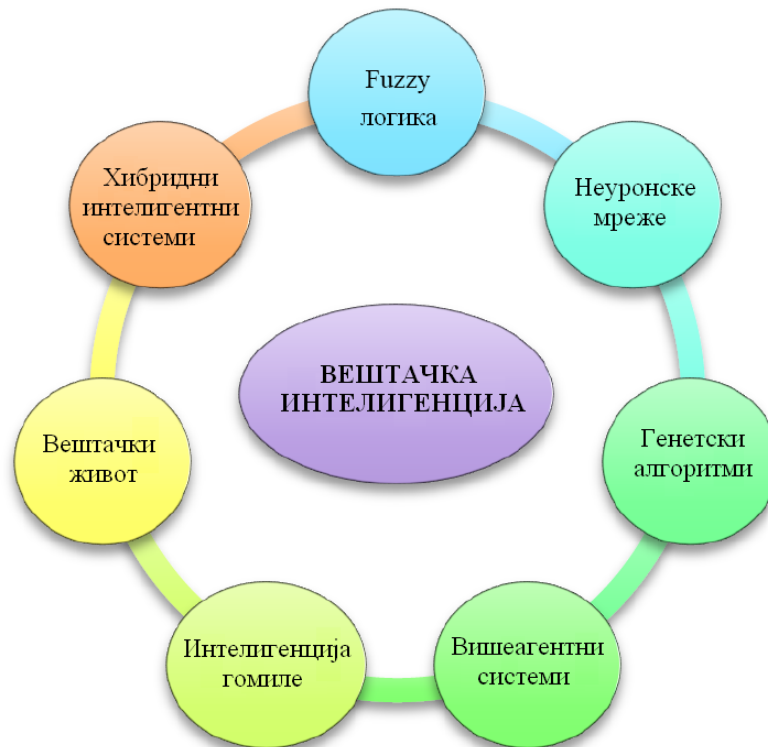 Fuzzy
логика
Неуронске
мреже
Генетски
алгоритми
Вишеагентни
системи
Интелигенција
гомиле
Вештачки
живот
Хибридни
интелигентни
системи
ВЕШТАЧКА
ИНТЕЛИГЕНЦИЈА